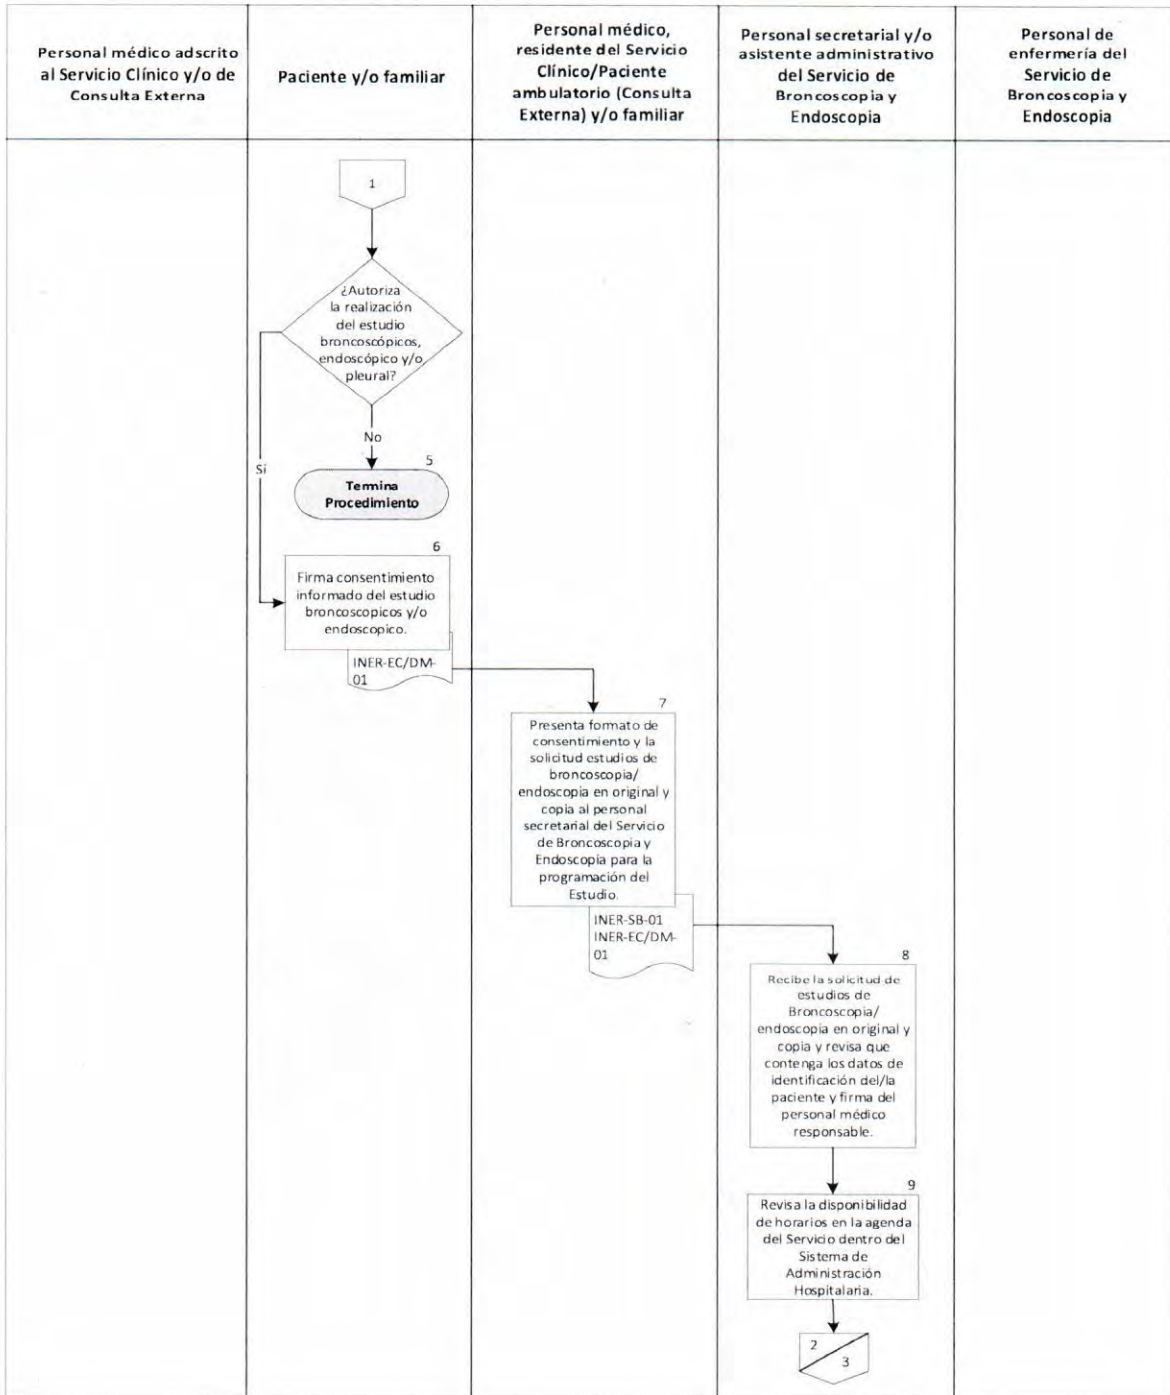 Personal médico adscrito
al Servicio Clínico y/o de
Consulta Externa
Paciente y/o familiar
Personal médico,
residente del Servicio
Clínico/Paciente
ambulatorio (Consulta
Externa) y/o familiar
Personal secretarial y/o
asistente administrativo
del Servicio de
Broncoscopia y
Endoscopia
Personal de
enfermería del
Servicio de
Broncoscopia y
Endoscopia
1
¿Autoriza
la realización
del estudio
broncoscópicos,
endoscópico y/o
pleural?
No
Si
5
Termina
Procedimiento
6
Firma consentimiento
informado del estudio
broncoscopicos y/o
endoscopico.
INER-EC/DM-
01
7
Presenta formato de
consentimiento y la
solicitud estudios de
broncoscopia/
endoscopia en original y
copia al personal
secretarial del Servicio
de Broncoscopia y
Endoscopia para la
programación del
Estudio.
INER-SB-01
INER-EC/DM-
01
8
Recibe la solicitud de
estudios de
Broncoscopia/
endoscopia en original y
copia y revisa que
contenga los datos de
identificación del/la
paciente y firma del
personal médico
responsable.
9
Revisa la disponibilidad
de horarios en la agenda
del Servicio dentro del
Sistema de
Administración
Hospitalaria.
2
3